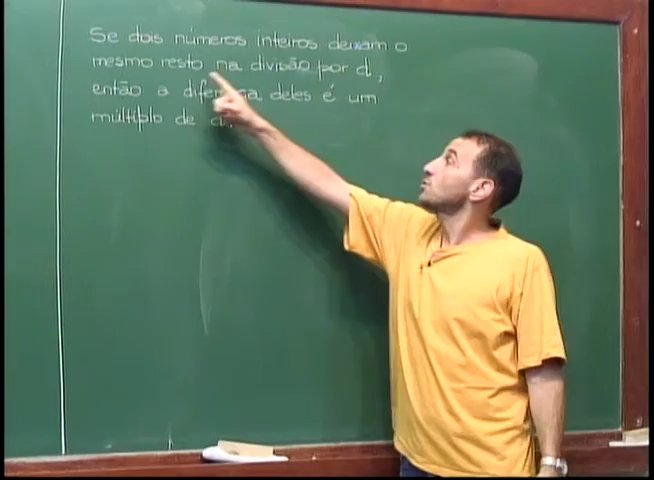 Se dois números inteiros deixam o
mesmo resto na divisão por d,
então a diferença deles é um
múltiplo de d.